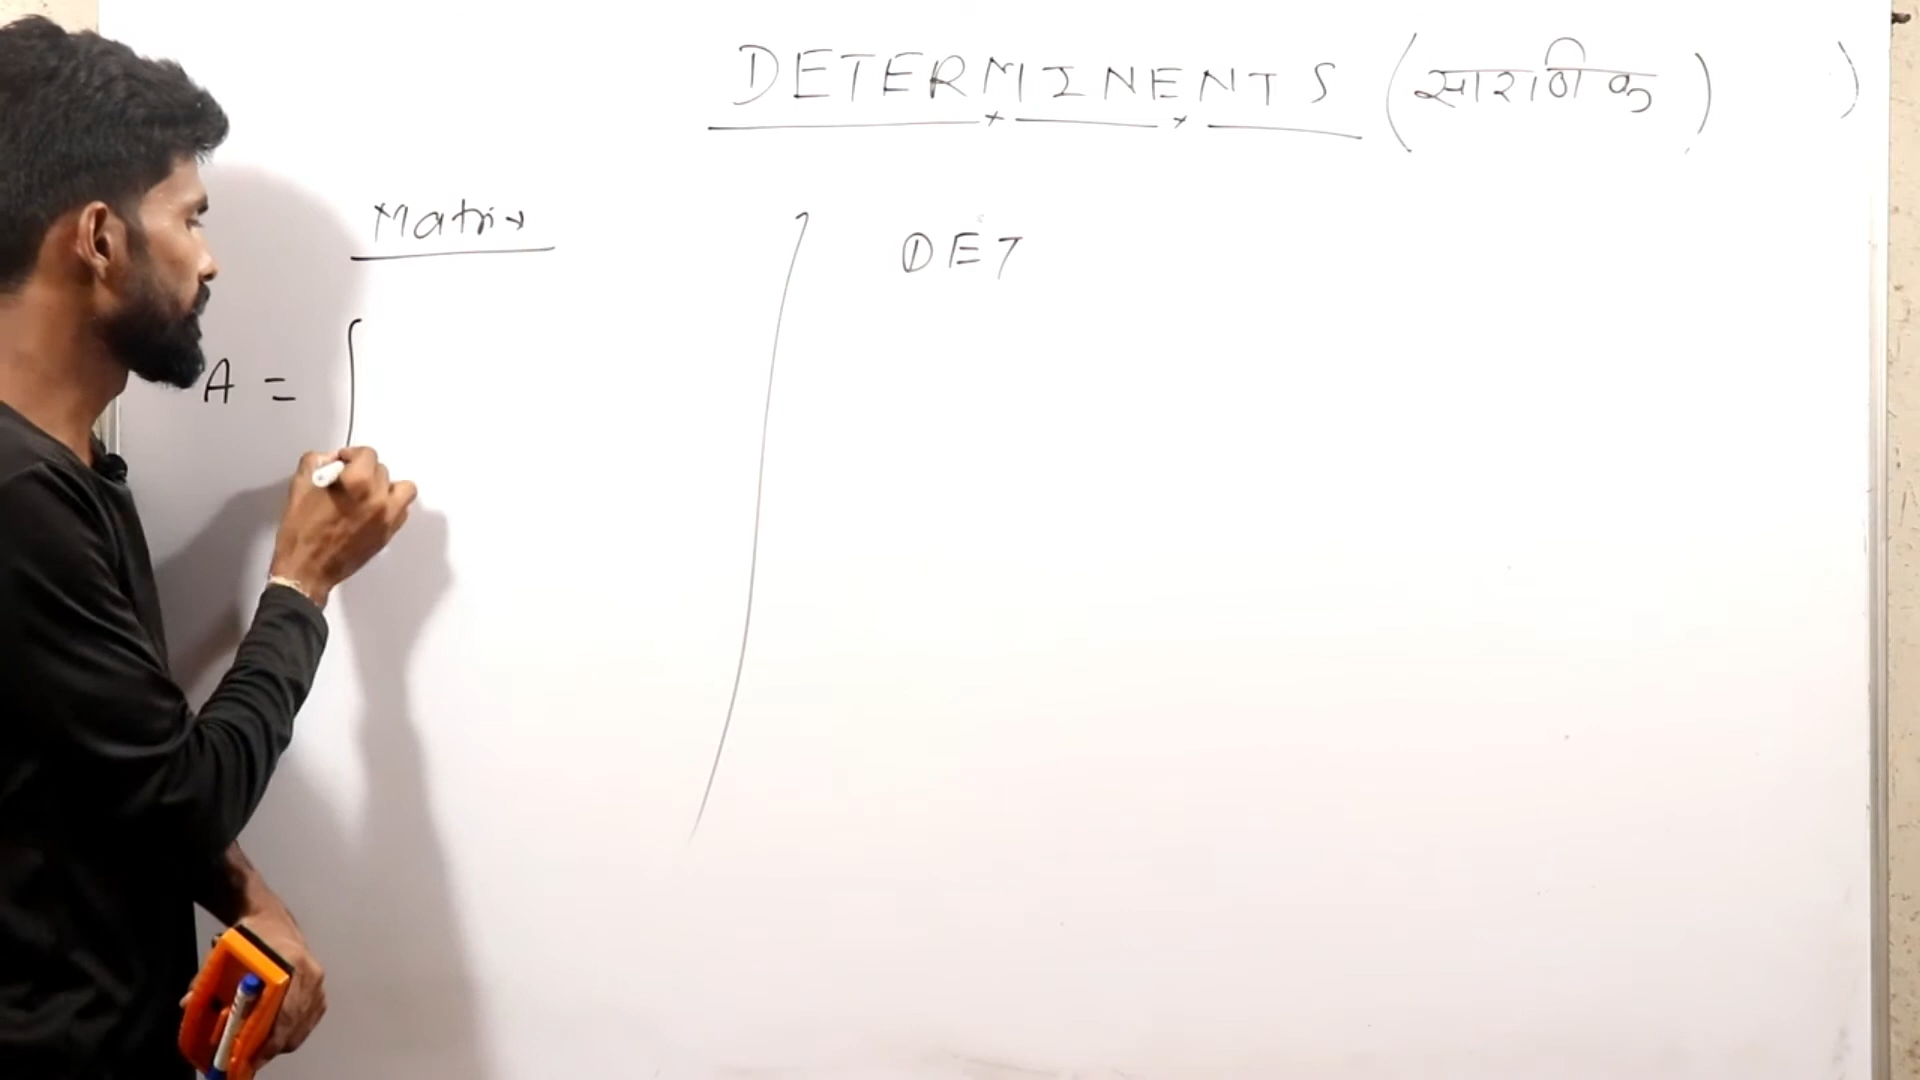 DETERMINENTS (सारणिक) )
Matrix
DET
A = [